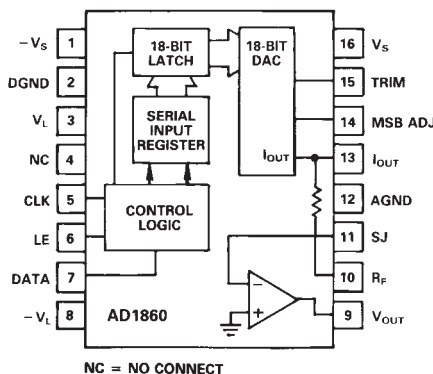 -VS 1
DGND 2
VL 3
NC 4
CLK 5
LE 6
DATA 7
-VL 8
18-BIT
LATCH
18-BIT
DAC
SERIAL
INPUT
REGISTER
CONTROL
LOGIC
IOUT
-
+
AD1860
16 VS
15 TRIM
14 MSB ADJ
13 IOUT
12 AGND
11 SJ
10 RF
9 VOUT
NC = NO CONNECT